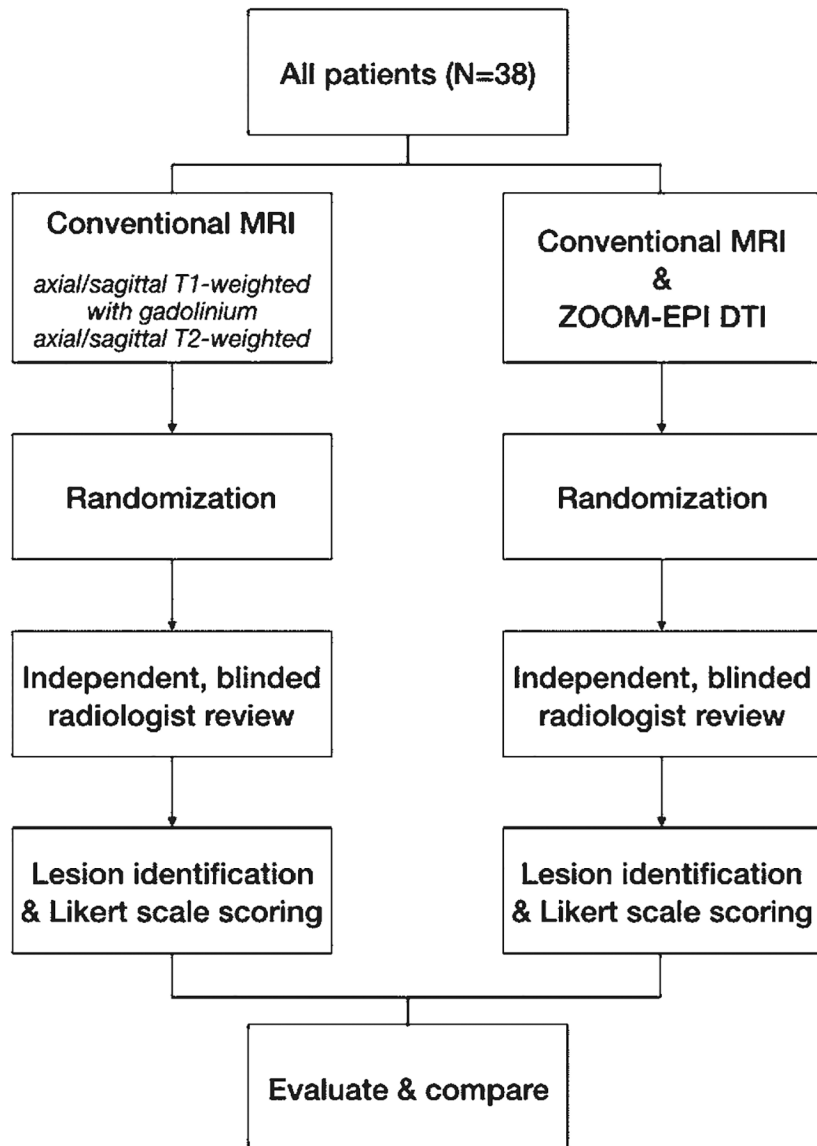 All patients (N=38)
Conventional MRI
axial/sagittal T1-weighted
with gadolinium
axial/sagittal T2-weighted
Conventional MRI
&
ZOOM-EPI DTI
Randomization
Randomization
Independent, blinded
radiologist review
Independent, blinded
radiologist review
Lesion identification
& Likert scale scoring
Lesion identification
& Likert scale scoring
Evaluate & compare